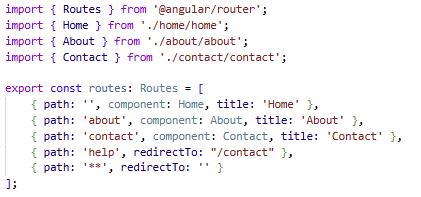 import { Routes } from '@angular/router';
import { Home } from './home/home';
import { About } from './about/about';
import { Contact } from './contact/contact';
export const routes: Routes = [
{ path: '', component: Home, title: 'Home' },
{ path: 'about', component: About, title: 'About' },
{ path: 'contact', component: Contact, title: 'Contact' },
{ path: 'help', redirectTo: "/contact" },
{ path: '**', redirectTo: '' }
];